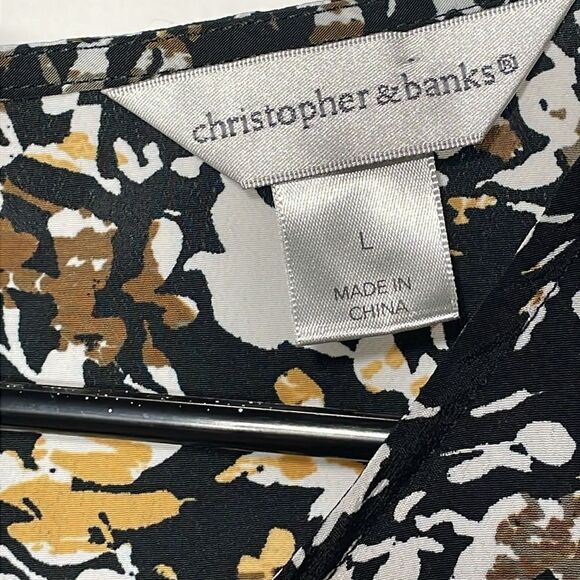 christopher & banks®
L
MADE IN
CHINA